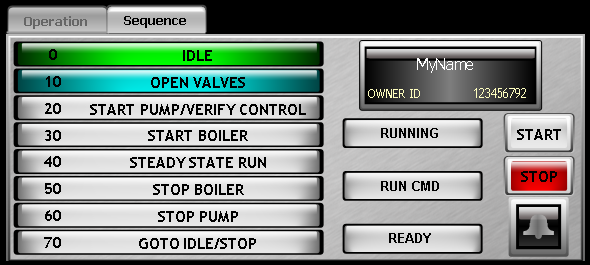 Operation Sequence
0 IDLE
10 OPEN VALVES
20 START PUMP/VERIFY CONTROL
30 START BOILER
40 STEADY STATE RUN
50 STOP BOILER
60 STOP PUMP
70 GOTO IDLE/STOP
MyName
OWNER ID 123456792
RUNNING
RUN CMD
READY
START
STOP